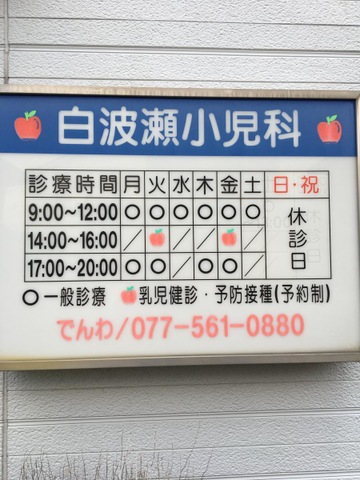 🍎白波瀬小児科🍎
診療時間 月 火 水 木 金 土 日・祝
9:00~12:00 ○ ○ ○ ○ ○ ○ 休診日
14:00~16:00 / 🍎 / / 🍎 /
17:00~20:00 ○ ○ / ○ ○ /
○一般診療 🍎乳児健診・予防接種(予約制)
でんわ/077-561-0880